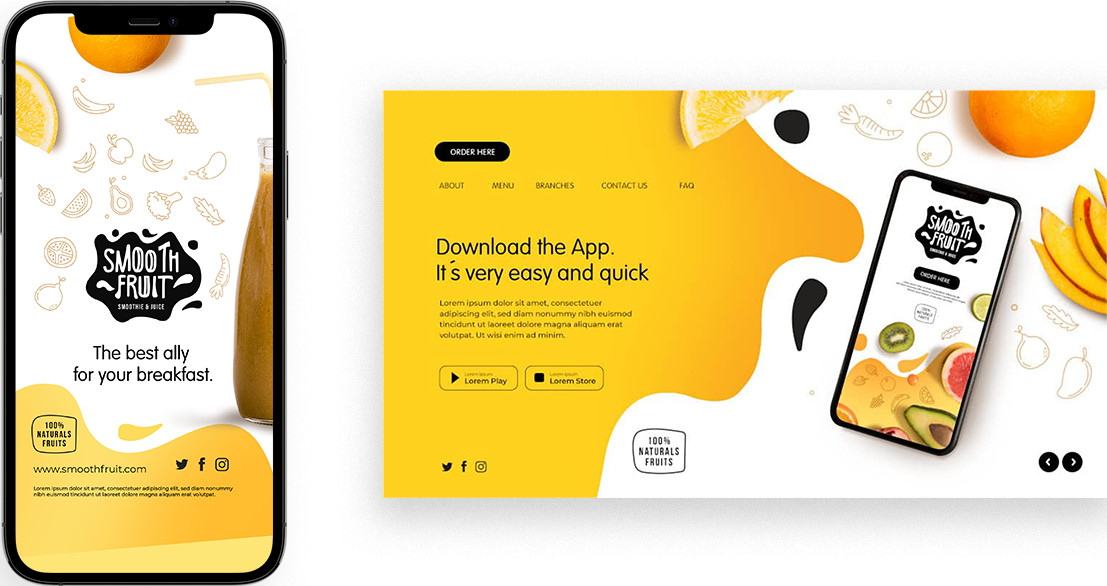 SMOOTH
FRUIT
SMOOTHIE & JUICE
The best ally
for your breakfast.
100%
NATURALS
FRUITS
www.smoothfruit.com
Lorem ipsum dolor sit amet, consectetuer adipiscing elit, sed diam nonummy
nibh euismod tincidunt ut laoreet dolore magna aliquam erat volutpat.
ORDER HERE
ABOUT MENU BRANCHES CONTACT US FAQ
Download the App.
It´s very easy and quick
Lorem ipsum dolor sit amet, consectetuer
adipiscing elit, sed diam nonummy nibh euismod
tincidunt ut laoreet dolore magna aliquam erat
volutpat. Ut wisi enim ad minim.
Lorem ipsum
Lorem Play
Lorem ipsum
Lorem Store
100%
NATURALS
FRUITS
SMOOTH
FRUIT
SMOOTHIE & JUICE
ORDER HERE
100%
NATURALS
FRUITS